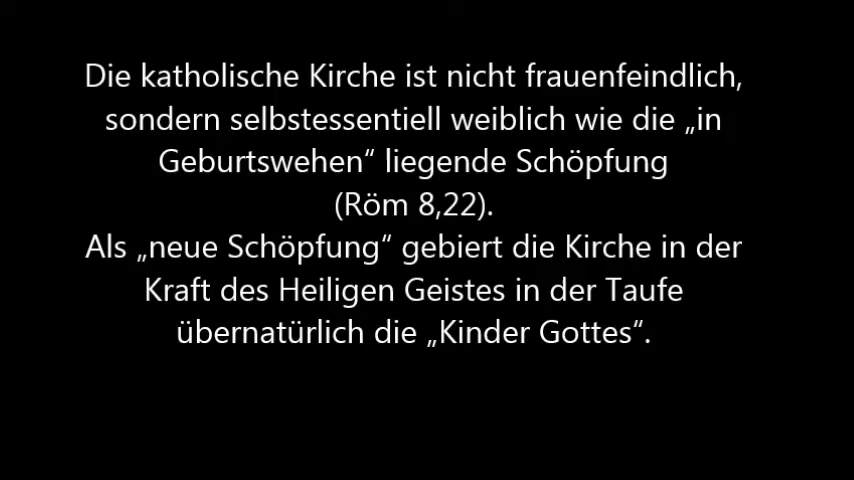 Die katholische Kirche ist nicht frauenfeindlich,
sondern selbstessentiell weiblich wie die „in
Geburtswehen“ liegende Schöpfung
(Röm 8,22).
Als „neue Schöpfung“ gebiert die Kirche in der
Kraft des Heiligen Geistes in der Taufe
übernatürlich die „Kinder Gottes“.